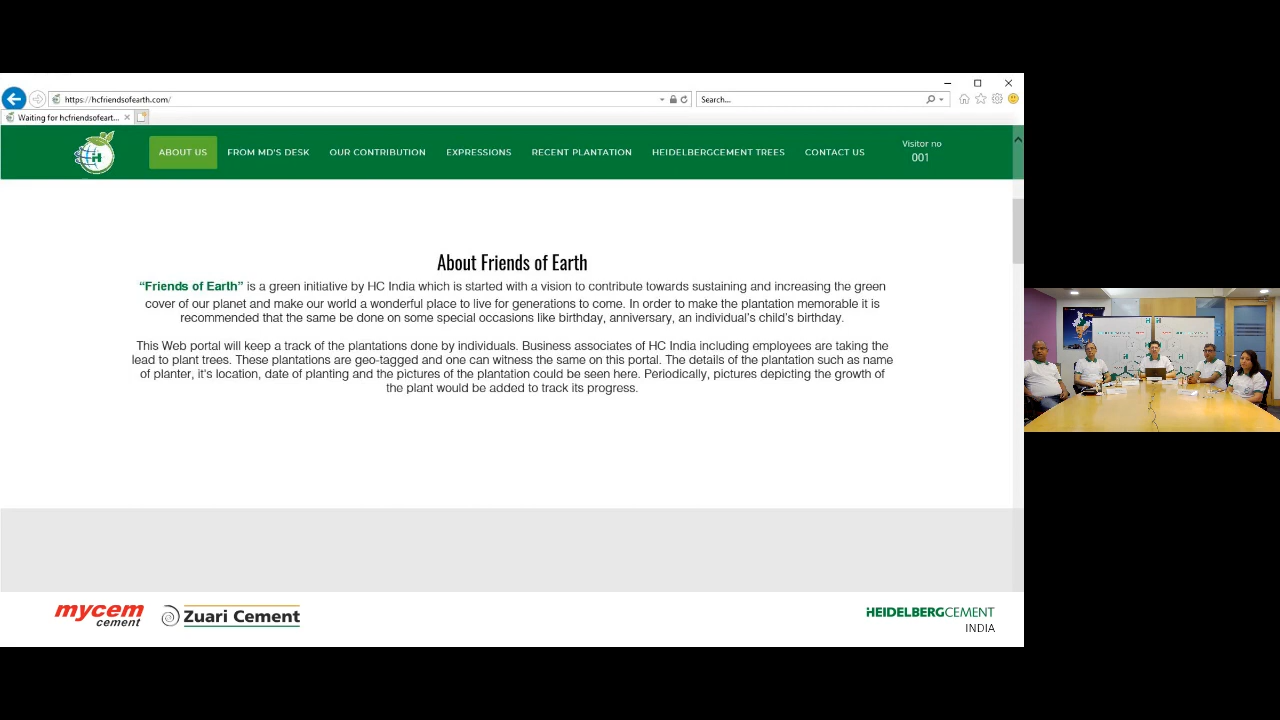 https://hcfriendsofearth.com/
Search...
Waiting for hcfriendsofeart...
ABOUT US FROM MD'S DESK OUR CONTRIBUTION EXPRESSIONS RECENT PLANTATION HEIDELBERGCEMENT TREES CONTACT US
Visitor no
001
H
About Friends of Earth
“Friends of Earth” is a green initiative by HC India which is started with a vision to contribute towards sustaining and increasing the green
cover of our planet and make our world a wonderful place to live for generations to come. In order to make the plantation memorable it is
recommended that the same be done on some special occasions like birthday, anniversary, an individual’s child’s birthday.
This Web portal will keep a track of the plantations done by individuals. Business associates of HC India including employees are taking the
lead to plant trees. These plantations are geo-tagged and one can witness the same on this portal. The details of the plantation such as name
of planter, it's location, date of planting and the pictures of the plantation could be seen here. Periodically, pictures depicting the growth of
the plant would be added to track its progress.
mycem
cement
Zuari Cement
HEIDELBERGCEMENT
INDIA